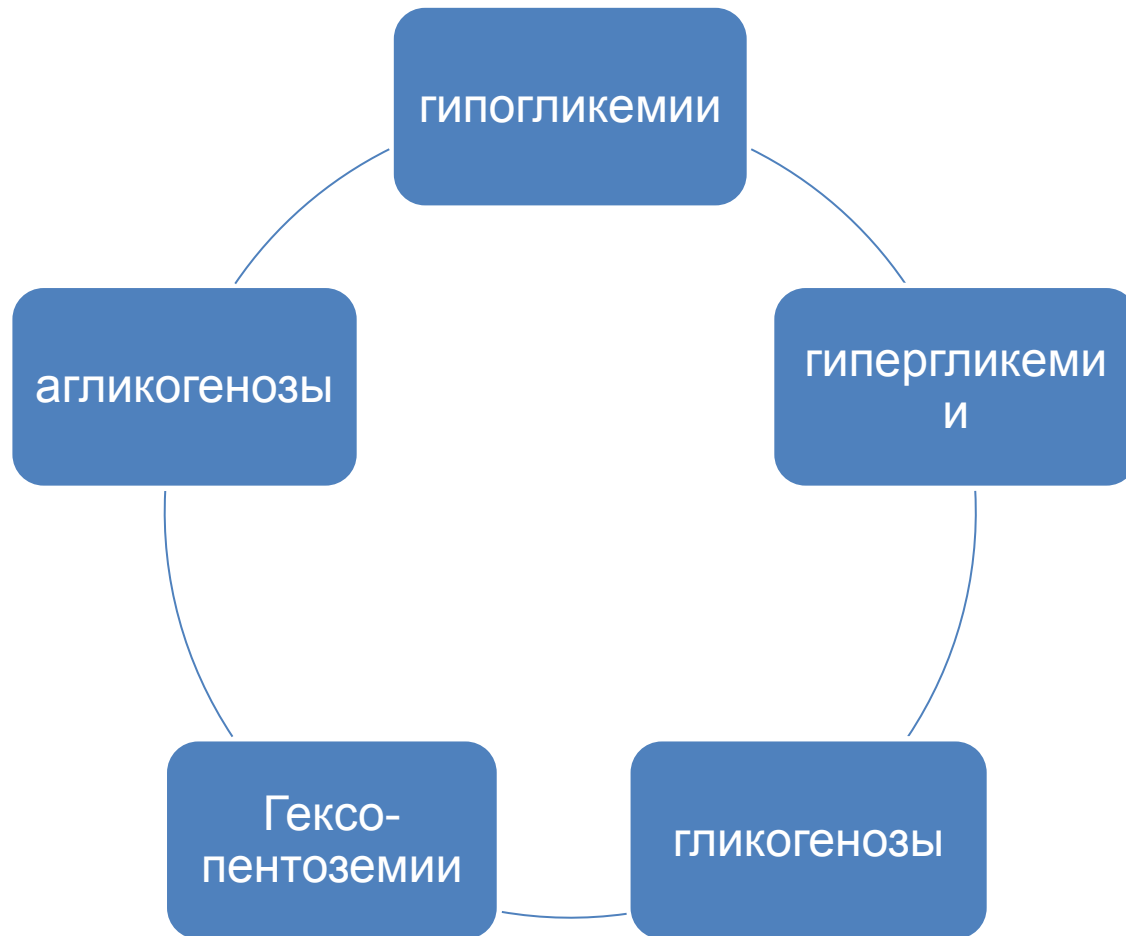 гипогликемии
агликогенозы
гипергликеми
и
Гексо-
пентоземии
гликогенозы